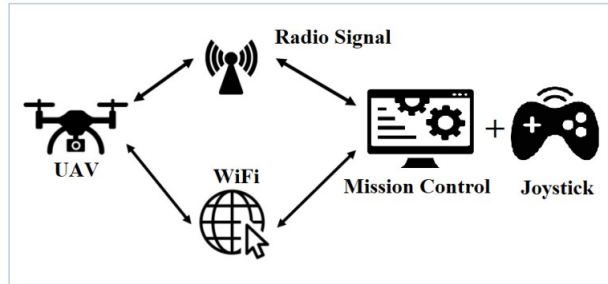 Radio Signal
UAV
WiFi
Mission Control
+
Joystick